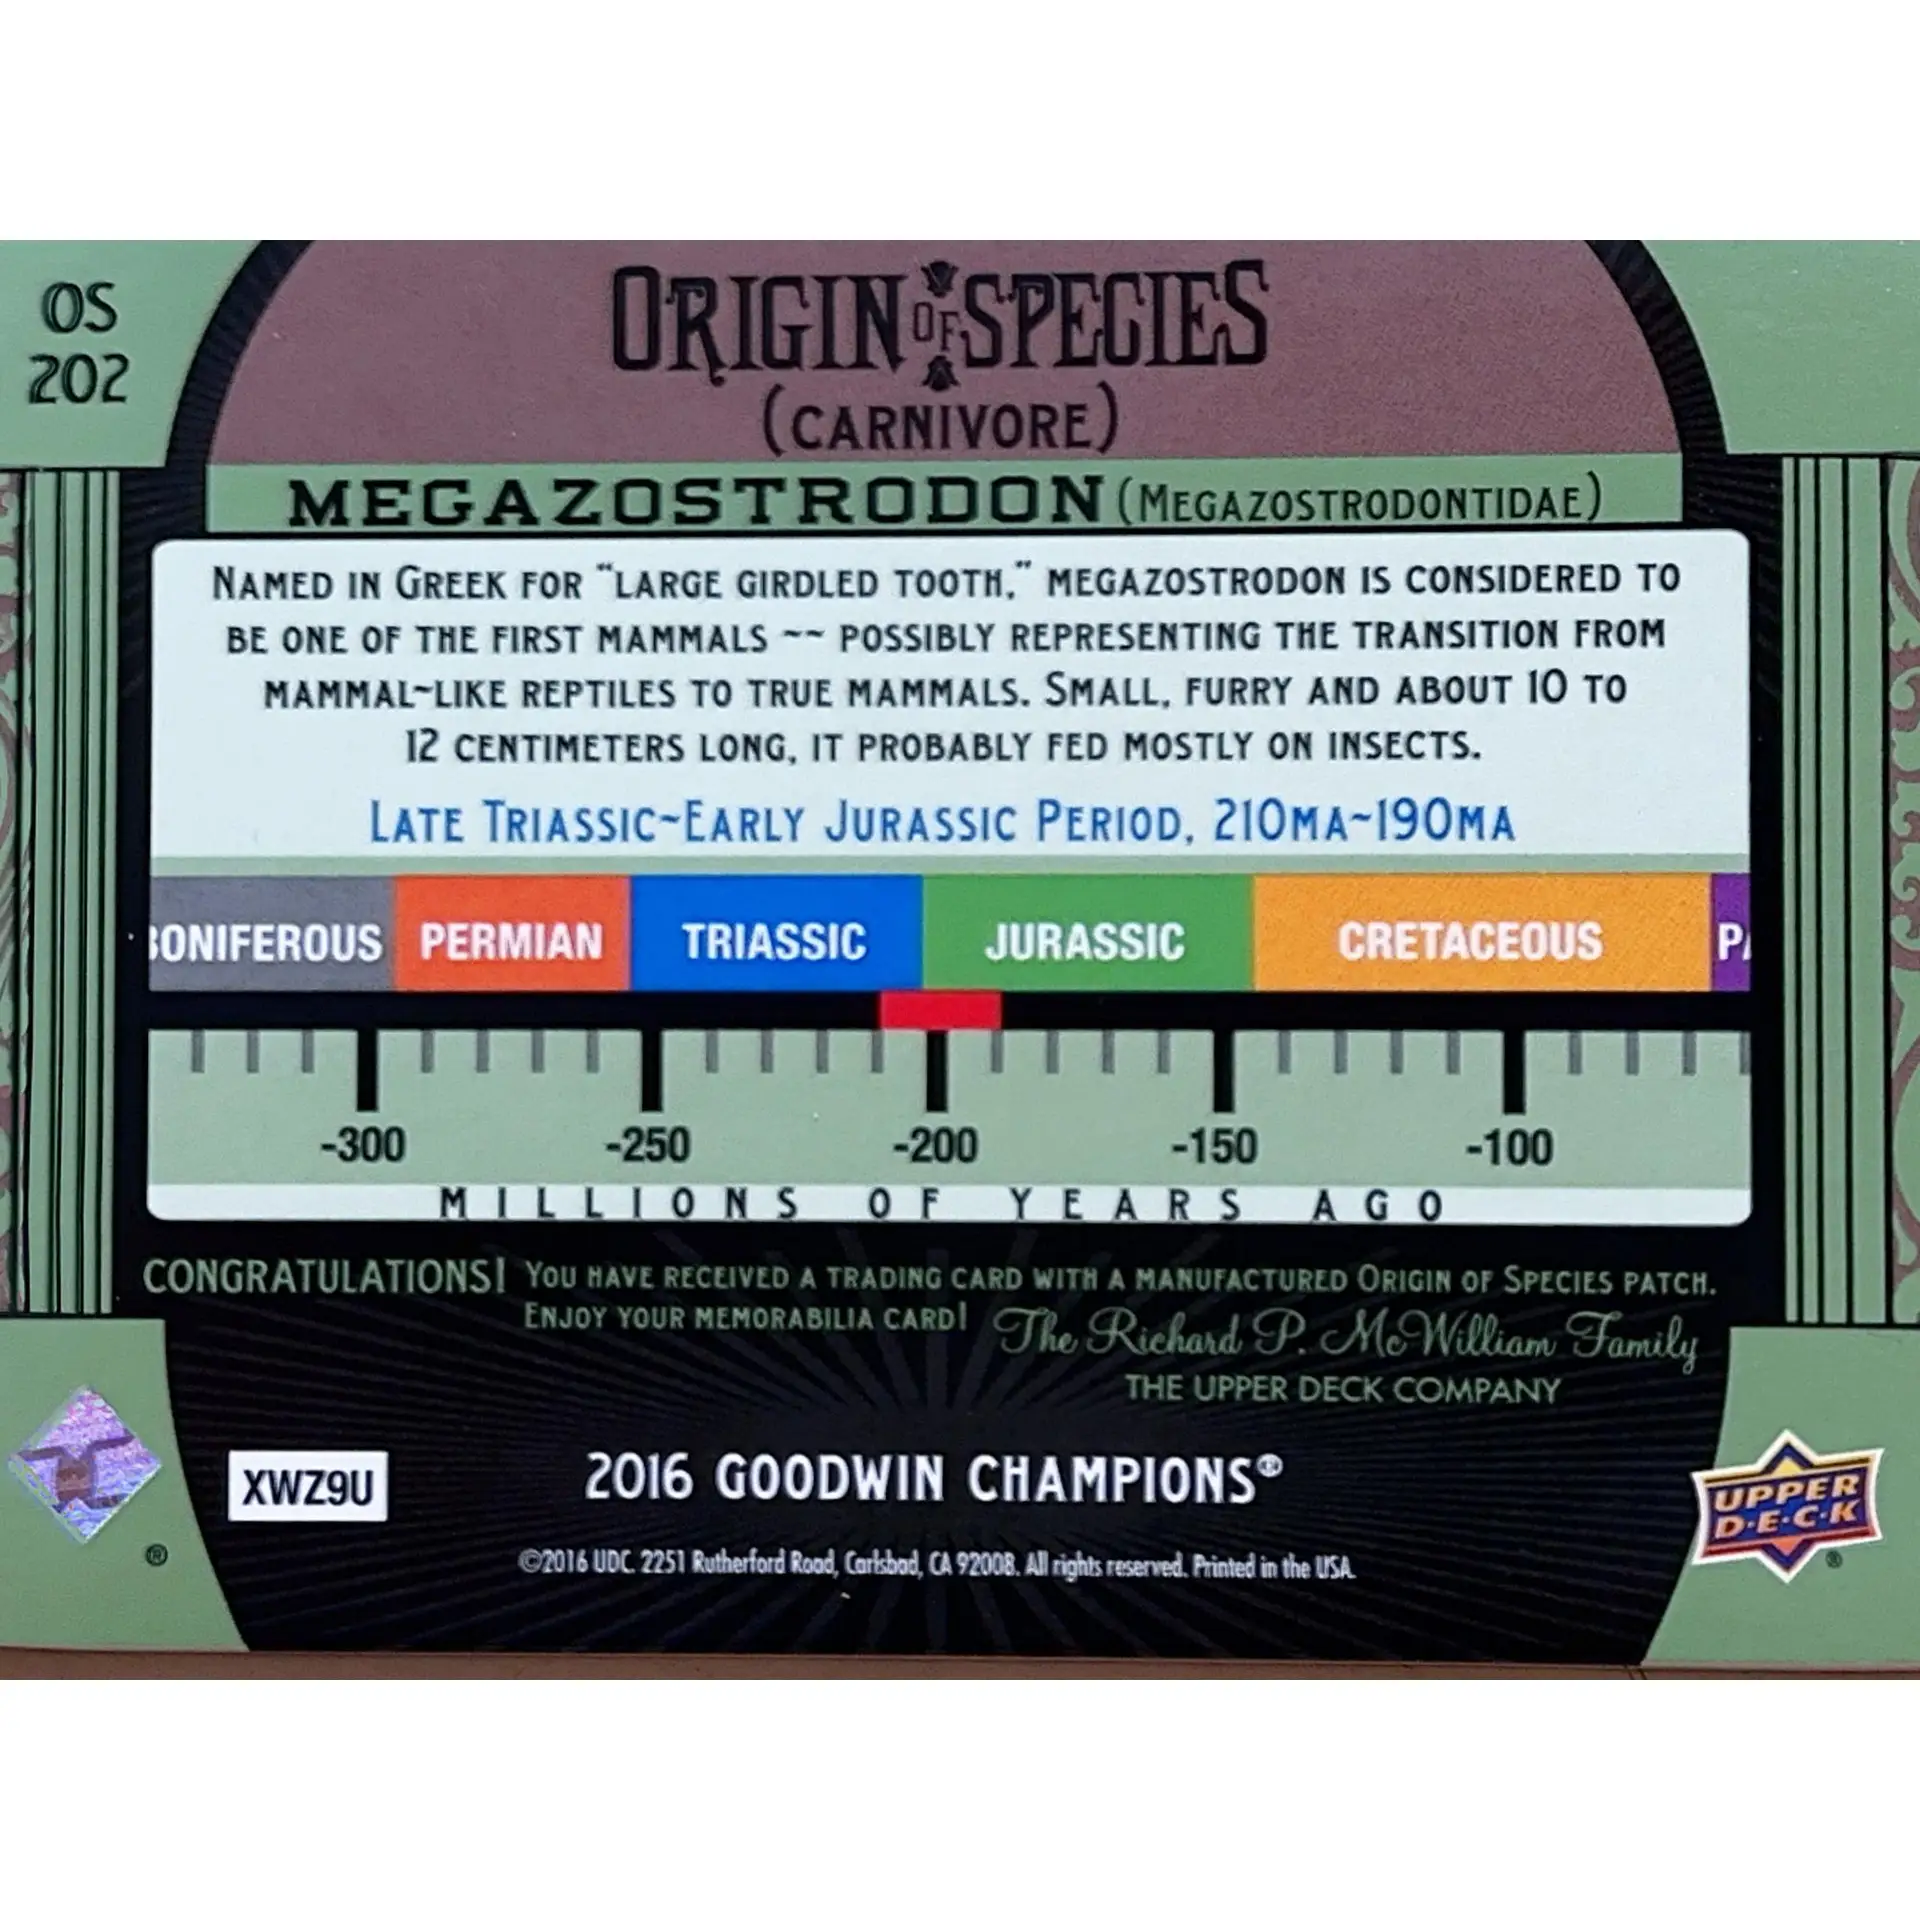 OS
202
ORIGIN OF SPECIES
(CARNIVORE)
MEGAZOSTRODON (MEGAZOSTRODONTIDAE)
NAMED IN GREEK FOR “LARGE GIRDLED TOOTH,” MEGAZOSTRODON IS CONSIDERED TO
BE ONE OF THE FIRST MAMMALS ~~ POSSIBLY REPRESENTING THE TRANSITION FROM
MAMMAL~LIKE REPTILES TO TRUE MAMMALS. SMALL, FURRY AND ABOUT 10 TO
12 CENTIMETERS LONG, IT PROBABLY FED MOSTLY ON INSECTS.
LATE TRIASSIC~EARLY JURASSIC PERIOD, 210MA~190MA
BONIFEROUS PERMIAN TRIASSIC JURASSIC CRETACEOUS PA
-300 -250 -200 -150 -100
MILLIONS OF YEARS AGO
CONGRATULATIONS! YOU HAVE RECEIVED A TRADING CARD WITH A MANUFACTURED ORIGIN OF SPECIES PATCH.
ENJOY YOUR MEMORABILIA CARD! The Richard P. McWilliam Family
THE UPPER DECK COMPANY
XWZ9U
2016 GOODWIN CHAMPIONS®
UPPER
D·E·C·K
®
®
©2016 UDC. 2251 Rutherford Road, Carlsbad, CA 92008. All rights reserved. Printed in the USA.